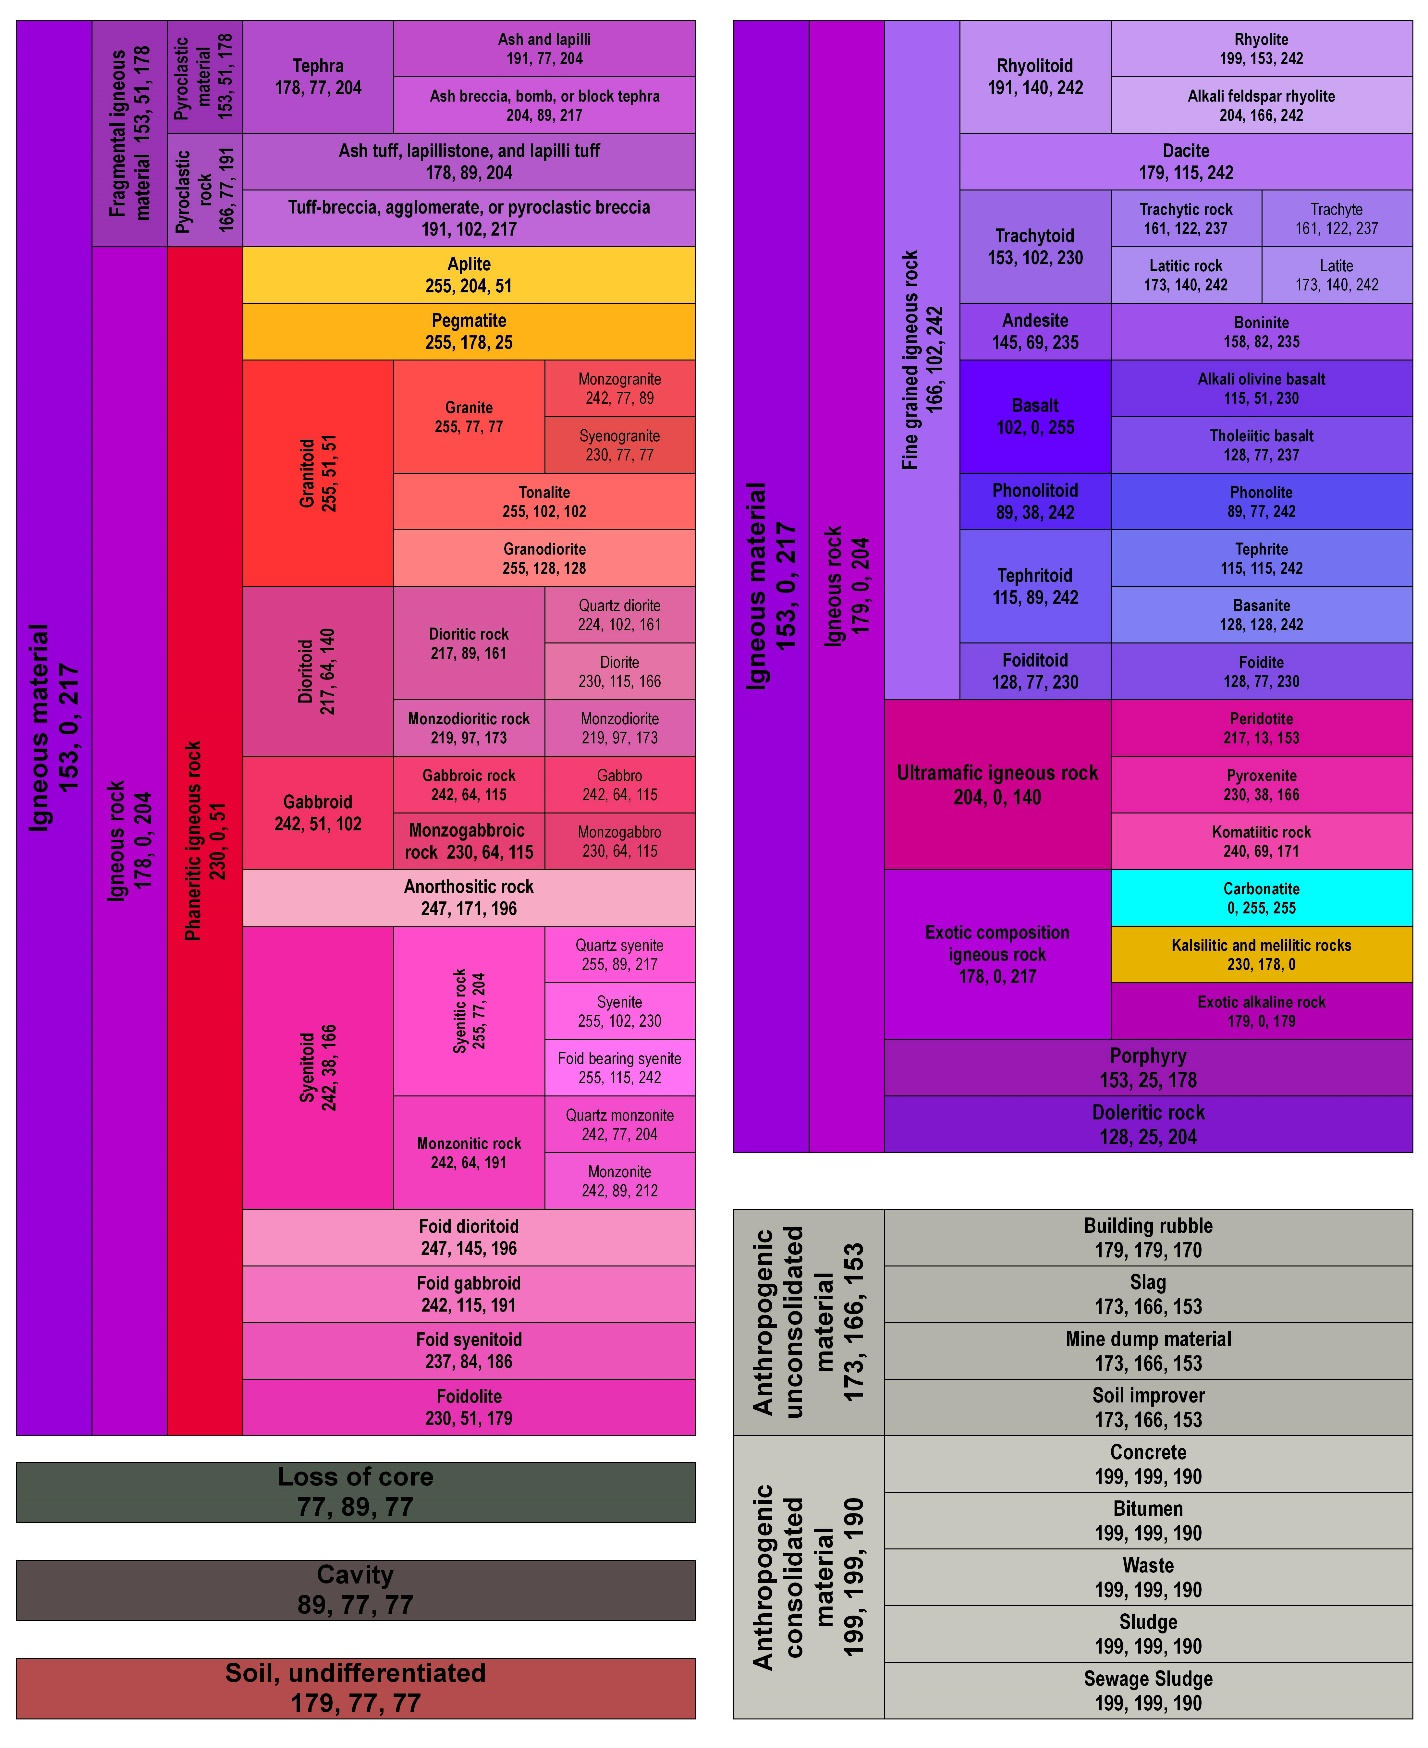 Igneous material
153, 0, 217
Fragmental igneous
material 153, 51, 178
Pyroclastic
material
153, 51, 178
Tephra
178, 77, 204
Ash and lapilli
191, 77, 204
Ash breccia, bomb, or block tephra
204, 89, 217
Pyroclastic
rock
166, 77, 191
Ash tuff, lapillistone, and lapilli tuff
178, 89, 204
Tuff-breccia, agglomerate, or pyroclastic breccia
191, 102, 217
Igneous rock
178, 0, 204
Phaneritic igneous rock
230, 0, 51
Aplite
255, 204, 51
Pegmatite
255, 178, 25
Granitoid
255, 51, 51
Granite
255, 77, 77
Monzogranite
242, 77, 89
Syenogranite
230, 77, 77
Tonalite
255, 102, 102
Granodiorite
255, 128, 128
Dioritoid
217, 64, 140
Dioritic rock
217, 89, 161
Quartz diorite
224, 102, 161
Diorite
230, 115, 166
Monzodioritic rock
219, 97, 173
Monzodiorite
219, 97, 173
Gabbroid
242, 51, 102
Gabbroic rock
242, 64, 115
Gabbro
242, 64, 115
Monzogabbroic
rock 230, 64, 115
Monzogabbro
230, 64, 115
Anorthositic rock
247, 171, 196
Syenitoid
242, 38, 166
Syenitic rock
255, 77, 204
Quartz syenite
255, 89, 217
Syenite
255, 102, 230
Foid bearing syenite
255, 115, 242
Monzonitic rock
242, 64, 191
Quartz monzonite
242, 77, 204
Monzonite
242, 89, 212
Foid dioritoid
247, 145, 196
Foid gabbroid
242, 115, 191
Foid syenitoid
237, 84, 186
Foidolite
230, 51, 179
Loss of core
77, 89, 77
Cavity
89, 77, 77
Soil, undifferentiated
179, 77, 77
Igneous material
153, 0, 217
Igneous rock
179, 0, 204
Fine grained igneous rock
166, 102, 242
Rhyolitoid
191, 140, 242
Rhyolite
199, 153, 242
Alkali feldspar rhyolite
204, 166, 242
Dacite
179, 115, 242
Trachytoid
153, 102, 230
Trachytic rock
161, 122, 237
Trachyte
161, 122, 237
Latitic rock
173, 140, 242
Latite
173, 140, 242
Andesite
145, 69, 235
Boninite
158, 82, 235
Basalt
102, 0, 255
Alkali olivine basalt
115, 51, 230
Tholeiitic basalt
128, 77, 237
Phonolitoid
89, 38, 242
Phonolite
89, 77, 242
Tephritoid
115, 89, 242
Tephrite
115, 115, 242
Basanite
128, 128, 242
Foiditoid
128, 77, 230
Foidite
128, 77, 230
Ultramafic igneous rock
204, 0, 140
Peridotite
217, 13, 153
Pyroxenite
230, 38, 166
Komatiitic rock
240, 69, 171
Exotic composition
igneous rock
178, 0, 217
Carbonatite
0, 255, 255
Kalsilitic and melilitic rocks
230, 178, 0
Exotic alkaline rock
179, 0, 179
Porphyry
153, 25, 178
Doleritic rock
128, 25, 204
Anthropogenic
unconsolidated
material
173, 166, 153
Building rubble
179, 179, 170
Slag
173, 166, 153
Mine dump material
173, 166, 153
Soil improver
173, 166, 153
Anthropogenic
consolidated
material
199, 199, 190
Concrete
199, 199, 190
Bitumen
199, 199, 190
Waste
199, 199, 190
Sludge
199, 199, 190
Sewage Sludge
199, 199, 190